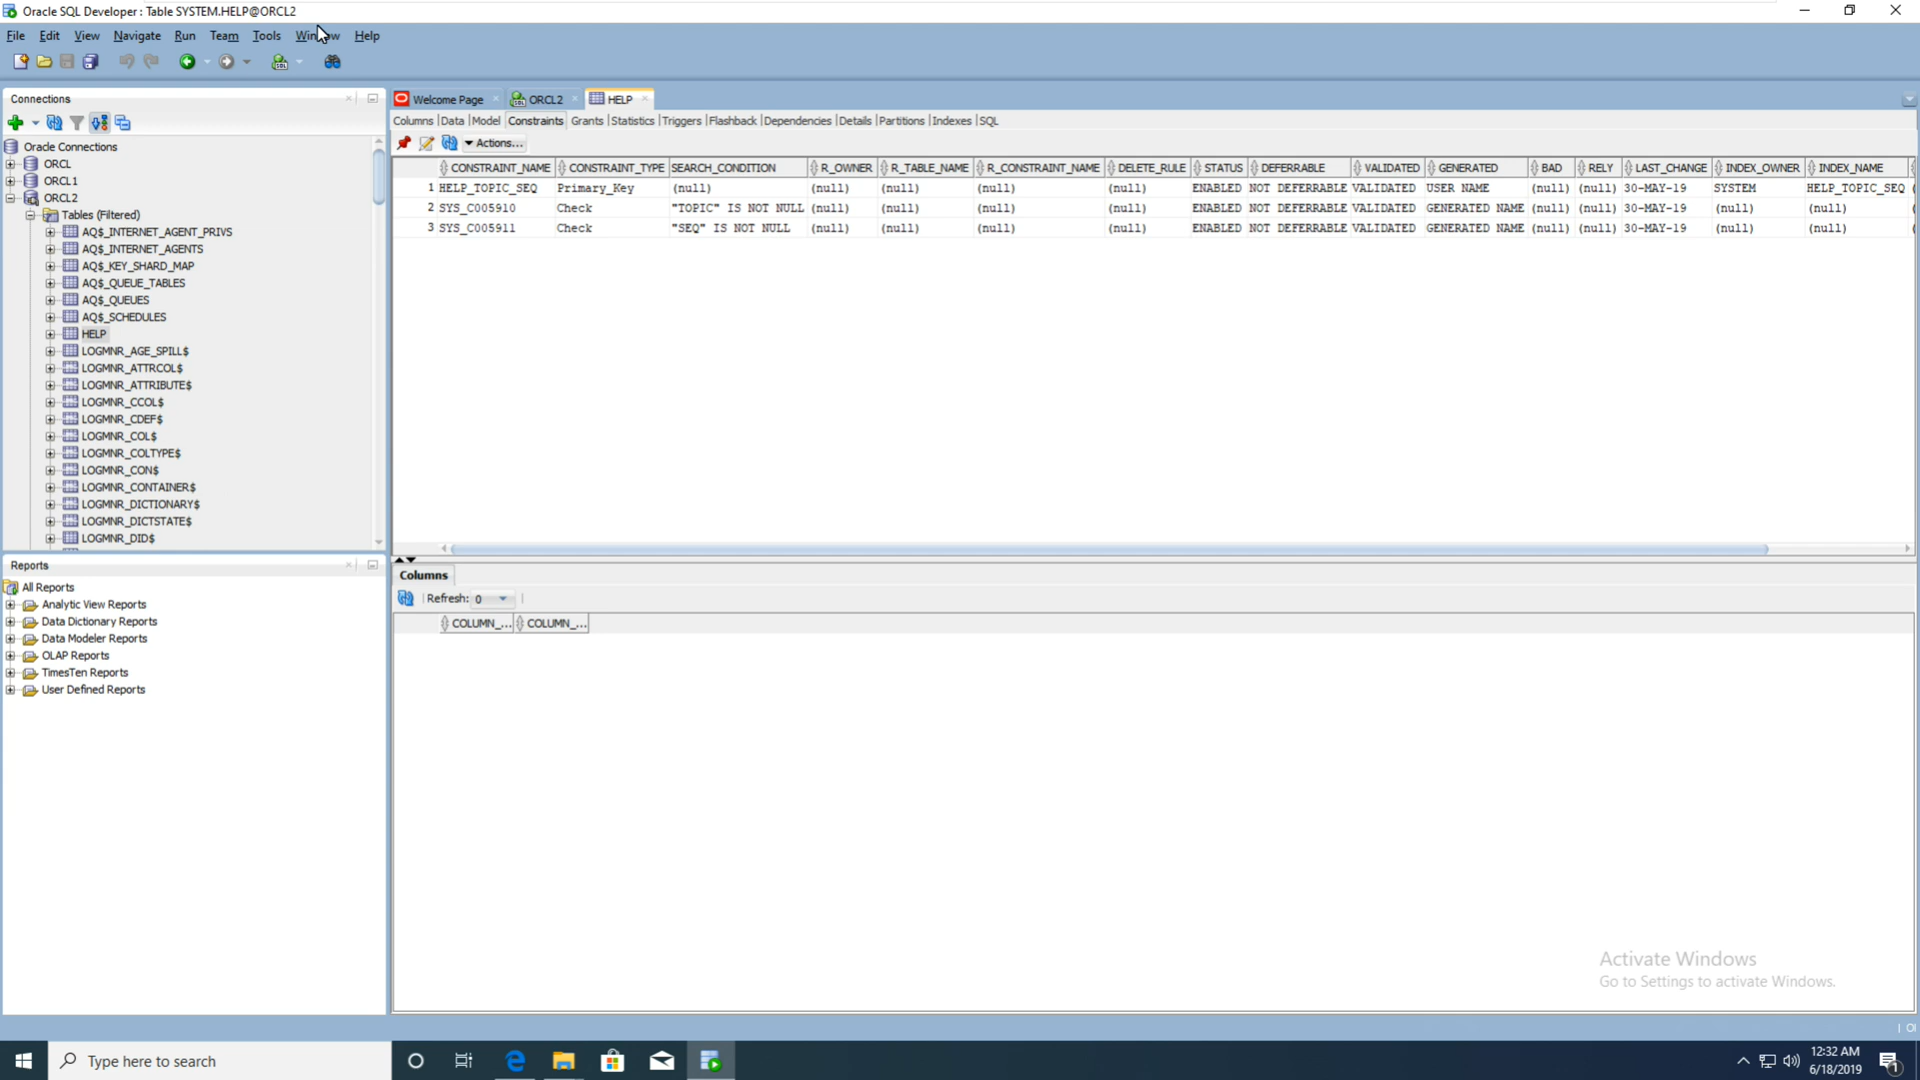 Oracle SQL Developer : Table SYSTEM.HELP@ORCL2
File Edit View Navigate Run Team Tools Window Help
Connections
Oracle Connections
ORCL
ORCL1
ORCL2
Tables (Filtered)
AQ$_INTERNET_AGENT_PRIVS
AQ$_INTERNET_AGENTS
AQ$_KEY_SHARD_MAP
AQ$_QUEUE_TABLES
AQ$_QUEUES
AQ$_SCHEDULES
HELP
LOGMNR_AGE_SPILL$
LOGMNR_ATTRCOL$
LOGMNR_ATTRIBUTE$
LOGMNR_CCOL$
LOGMNR_CDEF$
LOGMNR_COL$
LOGMNR_COLTYPE$
LOGMNR_CON$
LOGMNR_CONTAINER$
LOGMNR_DICTIONARY$
LOGMNR_DICTSTATE$
LOGMNR_DID$
Reports
All Reports
Analytic View Reports
Data Dictionary Reports
Data Modeler Reports
OLAP Reports
TimesTen Reports
User Defined Reports
Welcome Page ORCL2 HELP
Columns Data Model Constraints Grants Statistics Triggers Flashback Dependencies Details Partitions Indexes SQL
Actions...
CONSTRAINT_NAME CONSTRAINT_TYPE SEARCH_CONDITION R_OWNER R_TABLE_NAME R_CONSTRAINT_NAME DELETE_RULE STATUS DEFERRABLE VALIDATED GENERATED BAD RELY LAST_CHANGE INDEX_OWNER INDEX_NAME
1 HELP_TOPIC_SEQ Primary_Key (null) (null) (null) (null) (null) ENABLED NOT DEFERRABLE VALIDATED USER NAME (null) (null) 30-MAY-19 SYSTEM HELP_TOPIC_SEQ
2 SYS_C005910 Check "TOPIC" IS NOT NULL (null) (null) (null) (null) ENABLED NOT DEFERRABLE VALIDATED GENERATED NAME (null) (null) 30-MAY-19 (null) (null)
3 SYS_C005911 Check "SEQ" IS NOT NULL (null) (null) (null) (null) ENABLED NOT DEFERRABLE VALIDATED GENERATED NAME (null) (null) 30-MAY-19 (null) (null)
Columns
Refresh: 0
COLUMN_... COLUMN_...
Activate Windows
Go to Settings to activate Windows.
Type here to search
12:32 AM
6/18/2019
1